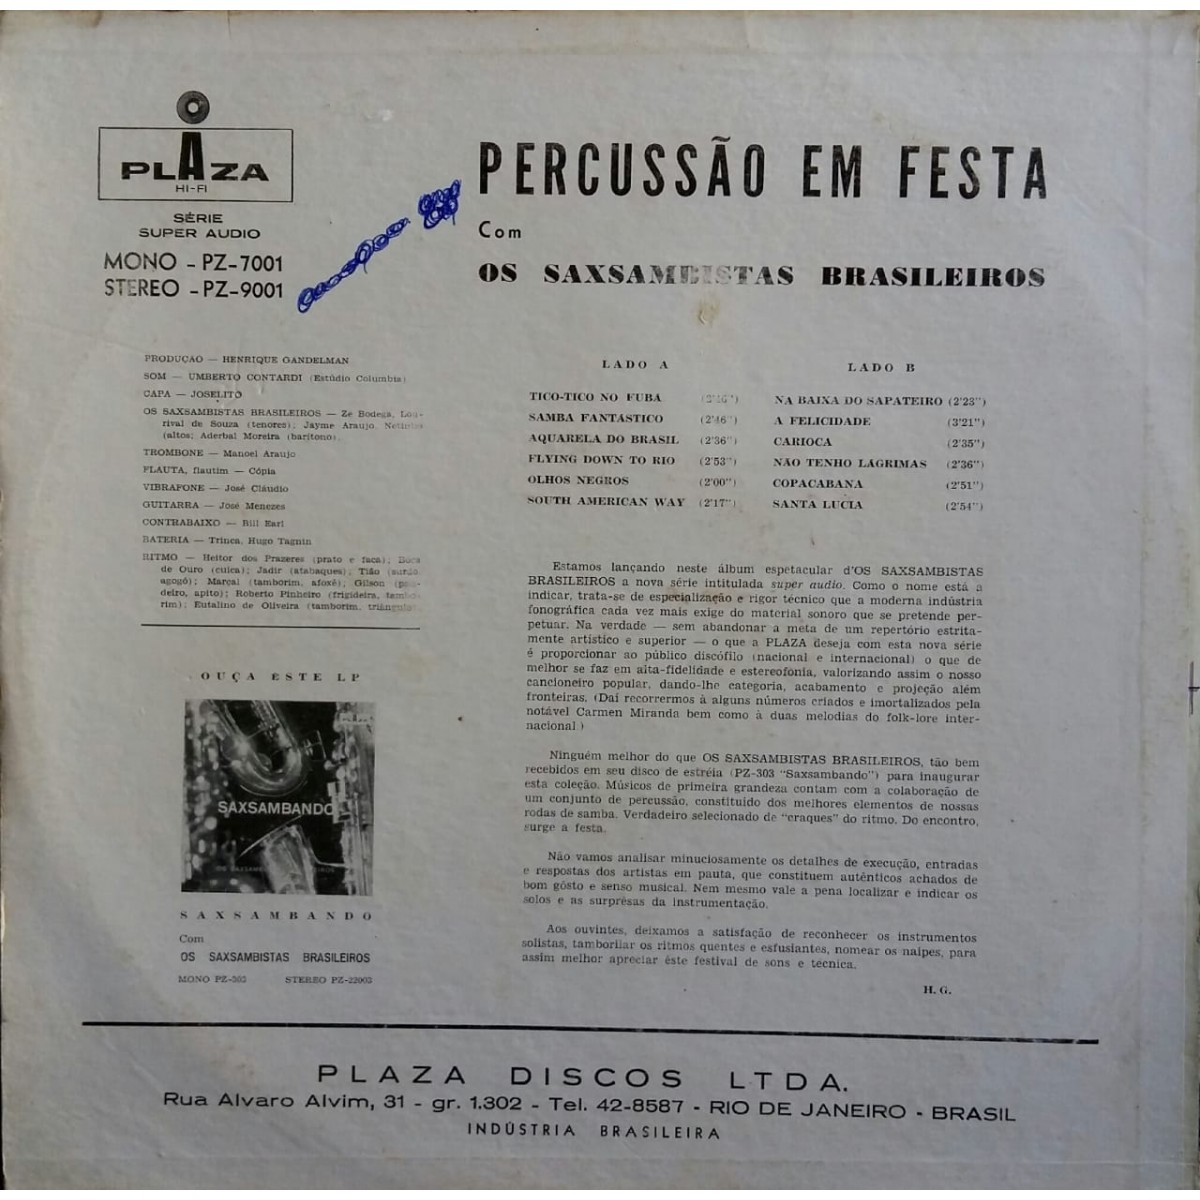 PLAZA
HI-FI
SÉRIE
SUPER AUDIO
MONO - PZ-7001
STEREO - PZ-9001
PERCUSSÃO EM FESTA
Com
OS SAXSAMBISTAS BRASILEIROS
PRODUÇÃO — HENRIQUE GANDELMAN
SOM — UMBERTO CONTARDI (Estúdio Columbia)
CAPA — JOSELITO
OS SAXSAMBISTAS BRASILEIROS — Zé Bodega, Lou-
rival de Souza (tenores); Jayme Araujo, Netinho
(altos; Aderbal Moreira (barítono).
TROMBONE — Manoel Araujo
FLAUTA, flautim — Cópia
VIBRAFONE — José Cláudio
GUITARRA — José Menezes
CONTRABAIXO — Bill Earl
BATERIA — Trinca, Hugo Tagnin
RITMO — Heitor dos Prazeres (prato e faca); Boca
de Ouro (cuica); Jadir (atabaques); Tião (surdo,
agogô); Marçal (tamborim, afoxé); Gilson (pan-
deiro, apito); Roberto Pinheiro (frigideira, tambo-
rim); Eutalino de Oliveira (tamborim, triângulo)
LADO A
TICO-TICO NO FUBA
SAMBA FANTÁSTICO (2'46")
AQUARELA DO BRASIL (2'36")
FLYING DOWN TO RIO (2'53")
OLHOS NEGROS (2'00")
SOUTH AMERICAN WAY (2'17")
LADO B
NA BAIXA DO SAPATEIRO (2'23")
A FELICIDADE (3'21")
CARIOCA (2'35")
NÃO TENHO LÁGRIMAS (2'36")
COPACABANA (2'51")
SANTA LUCIA (2'54")
Estamos lançando neste álbum espetacular d'OS SAXSAMBISTAS
BRASILEIROS a nova série intitulada super audio. Como o nome está a
indicar, trata-se de especialização e rigor técnico que a moderna indústria
fonográfica cada vez mais exige do material sonoro que se pretende per-
petuar. Na verdade — sem abandonar a meta de um repertório estrita-
mente artístico e superior — o que a PLAZA deseja com esta nova série
é proporcionar ao público discófilo (nacional e internacional) o que de
melhor se faz em alta-fidelidade e estereofonia, valorizando assim o nosso
cancioneiro popular, dando-lhe categoria, acabamento e projeção além
fronteiras. (Daí recorrermos à alguns números criados e imortalizados pela
notável Carmen Miranda bem como à duas melodias do folk-lore inter-
nacional.)
Ninguém melhor do que OS SAXSAMBISTAS BRASILEIROS, tão bem
recebidos em seu disco de estréia (PZ-303 "Saxsambando") para inaugurar
esta coleção. Músicos de primeira grandeza contam com a colaboração de
um conjunto de percussão, constituído dos melhores elementos de nossas
rodas de samba. Verdadeiro selecionado de "craques" do ritmo. Do encontro,
surge a festa.
Não vamos analisar minuciosamente os detalhes de execução, entradas
e respostas dos artistas em pauta, que constituem autênticos achados de
bom gôsto e senso musical. Nem mesmo vale a pena localizar e indicar os
solos e as surprêsas da instrumentação.
Aos ouvintes, deixamos a satisfação de reconhecer os instrumentos
solistas, tamborilar os ritmos quentes e esfusiantes, nomear os naipes, para
assim melhor apreciar êste festival de sons e técnica.
H. G.
OUÇA ÊSTE LP
SAXSAMBANDO
SAXSAMBANDO
Com
OS SAXSAMBISTAS BRASILEIROS
MONO PZ-303 STEREO PZ-22003
PLAZA DISCOS LTDA.
Rua Alvaro Alvim, 31 - gr. 1.302 - Tel. 42-8587 - RIO DE JANEIRO - BRASIL
INDÚSTRIA BRASILEIRA